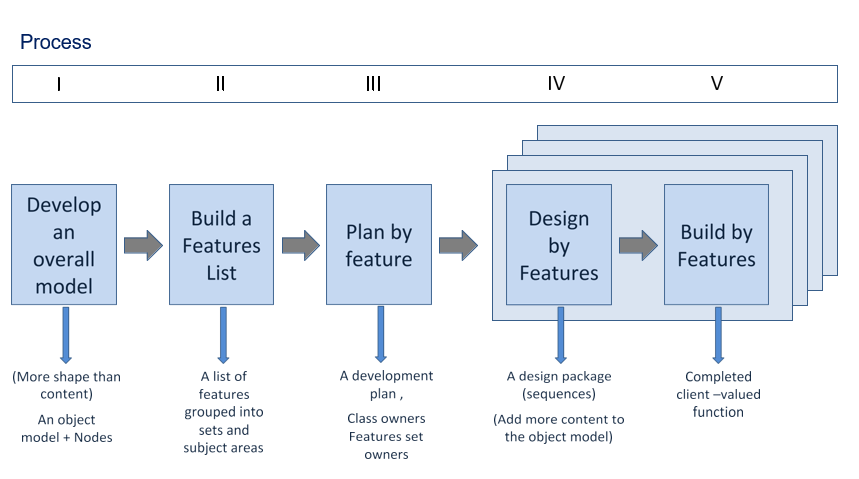 Process
I II III IV V
Develop
an
overall
model
Build a
Features
List
Plan by
feature
Design
by
Features
Build by
Features
(More shape than
content)
An object
model + Nodes
A list of
features
grouped into
sets and
subject areas
A development
plan ,
Class owners
Features set
owners
A design package
(sequences)
(Add more content to
the object model)
Completed
client –valued
function